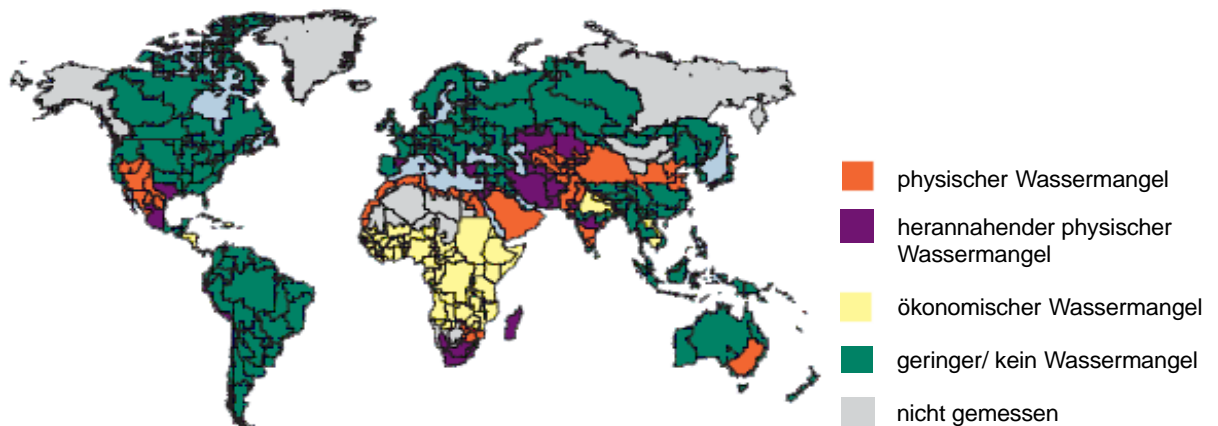 physischer Wassermangel
herannahender physischer
Wassermangel
ökonomischer Wassermangel
geringer/ kein Wassermangel
nicht gemessen